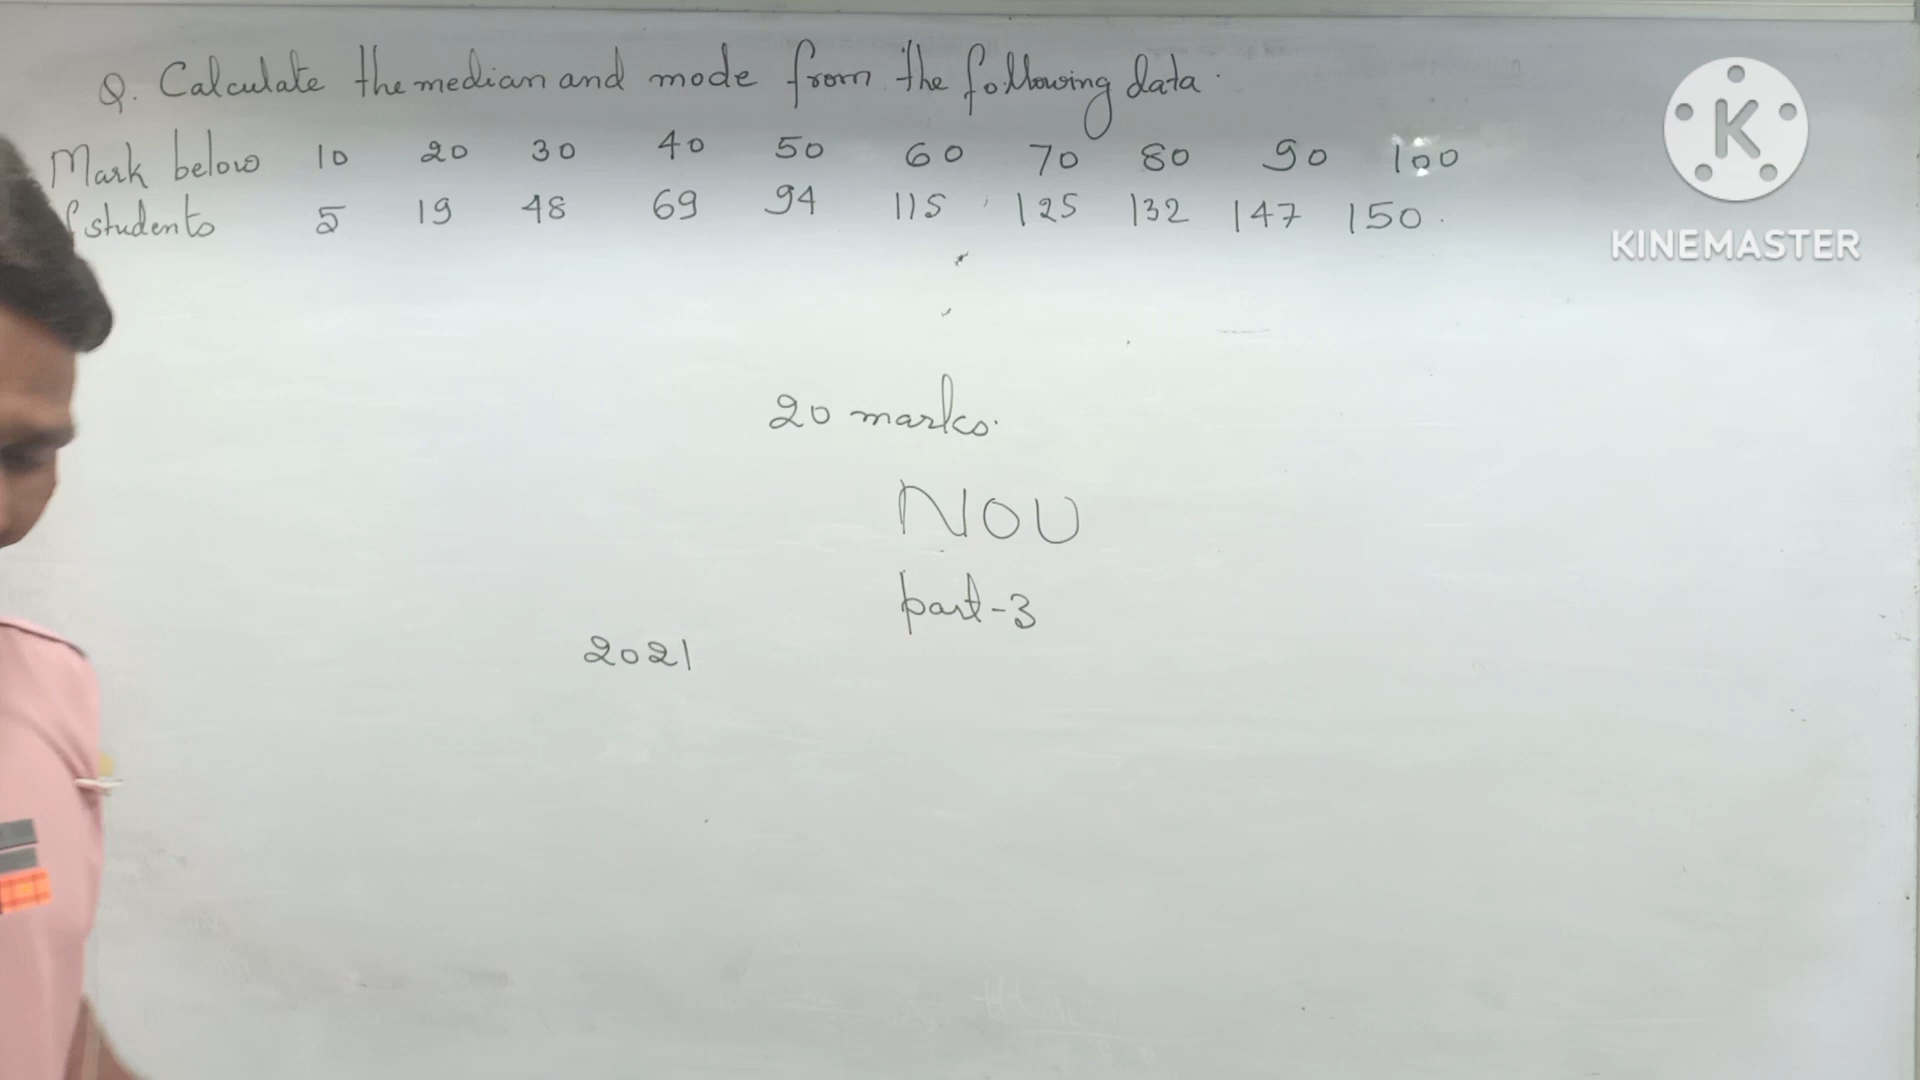 Q. Calculate the median and mode from the following data.
Mark below 10 20 30 40 50 60 70 80 90 100
students 5 19 48 69 94 115 125 132 147 150.
K
KINEMASTER
20 marks.
NOU
part-3
2021